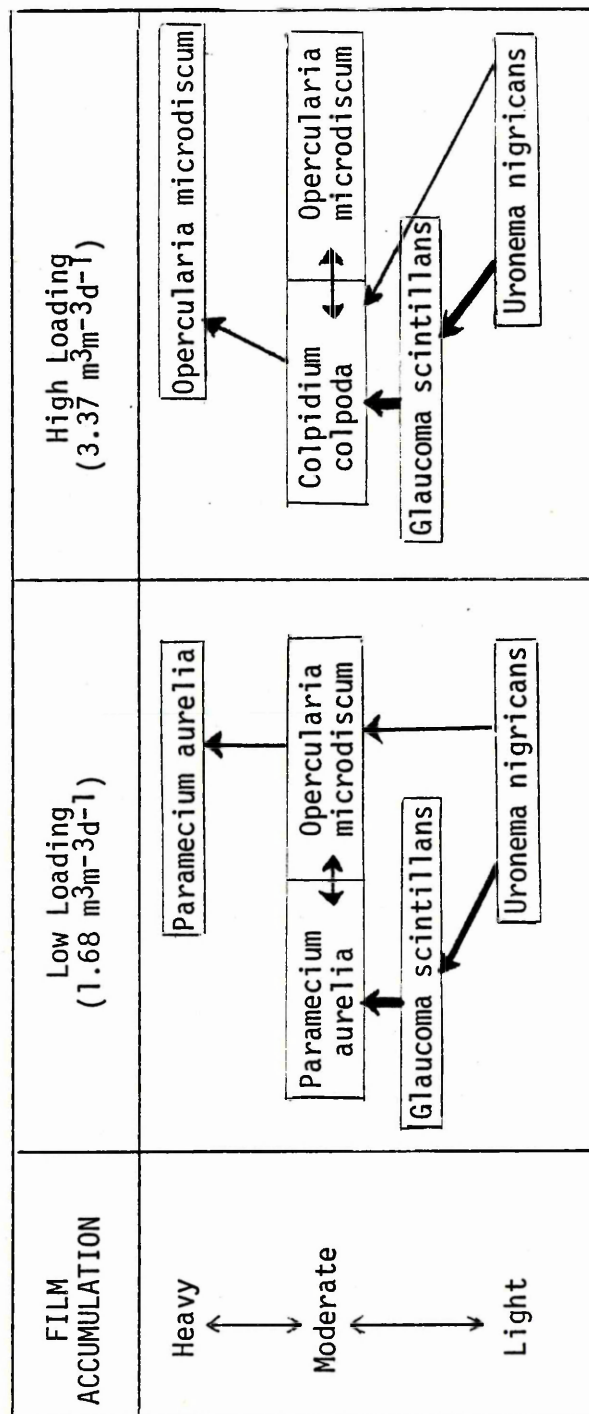 FILM
ACCUMULATION
Low Loading
(1.68 m³m⁻³d⁻¹)
High Loading
(3.37 m³m⁻³d⁻¹)
Heavy
Moderate
Light
Paramecium aurelia
Paramecium
aurelia
Opercularia
microdiscum
Glaucoma scintillans
Uronema nigricans
Opercularia microdiscum
Colpidium
colpoda
Opercularia
microdiscum
Glaucoma scintillans
Uronema nigricans